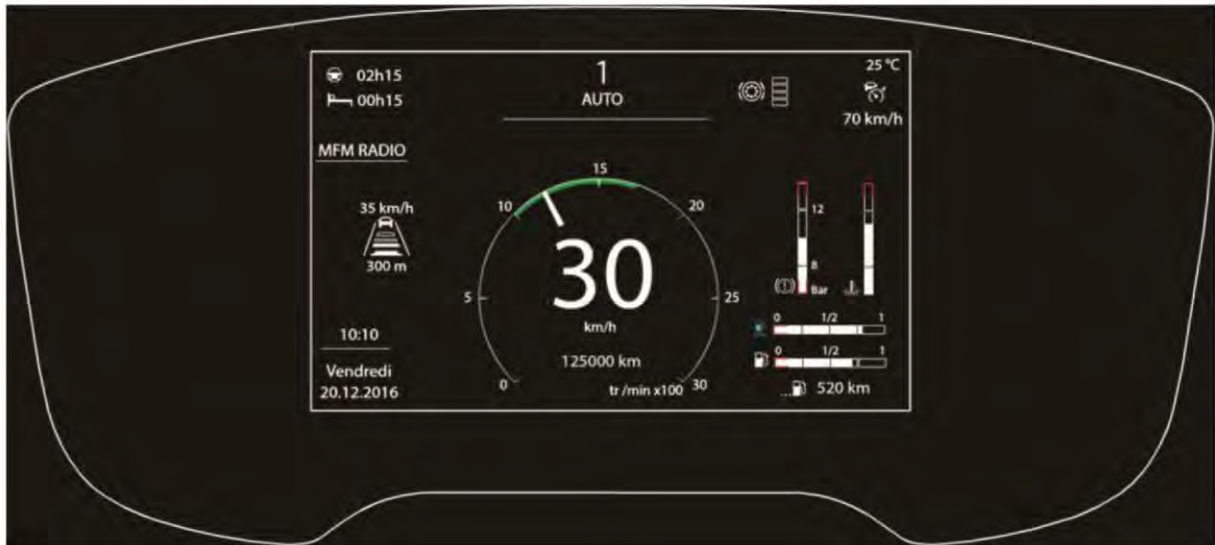 02h15
00h15
1
AUTO
25 °C
70 km/h
MFM RADIO
35 km/h
300 m
0
5
10
15
20
25
30
30
km/h
125000 km
tr/min x100
12
8
Bar
0 1/2 1
0 1/2 1
... 520 km
10:10
Vendredi
20.12.2016